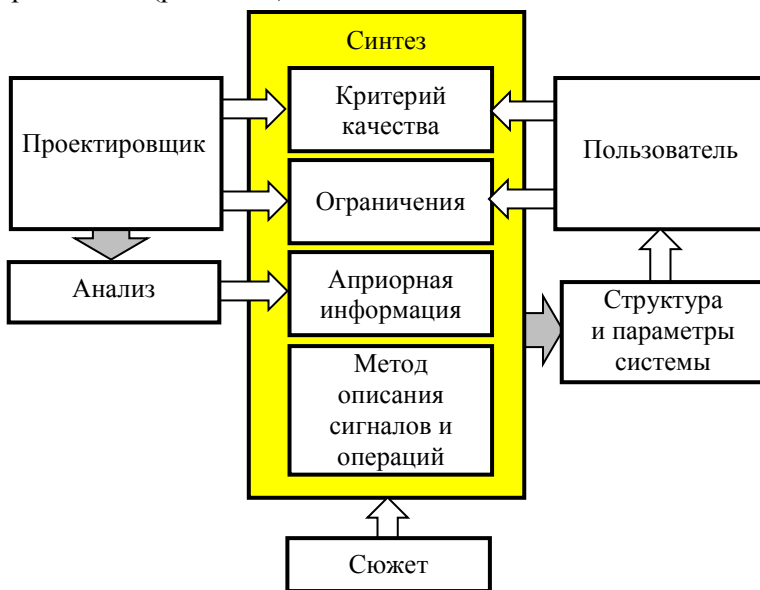 Синтез
Критерий
качества
Проектировщик
Пользователь
Ограничения
Анализ
Априорная
информация
Структура
и параметры
системы
Метод
описания
сигналов и
операций
Сюжет